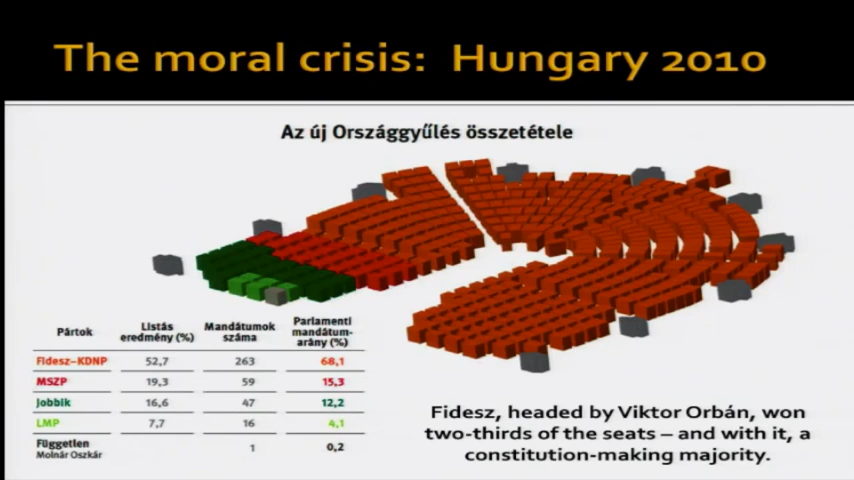 The moral crisis: Hungary 2010
Az új Országgyűlés összetétele
Pártok Listás eredmény (%) Mandátumok száma Parlamenti mandátum-arány (%)
Fidesz–KDNP 52,7 263 68,1
MSZP 19,3 59 15,3
Jobbik 16,6 47 12,2
LMP 7,7 16 4,1
Független
Molnár Oszkár 1 0,2
Fidesz, headed by Viktor Orbán, won
two-thirds of the seats – and with it, a
constitution-making majority.